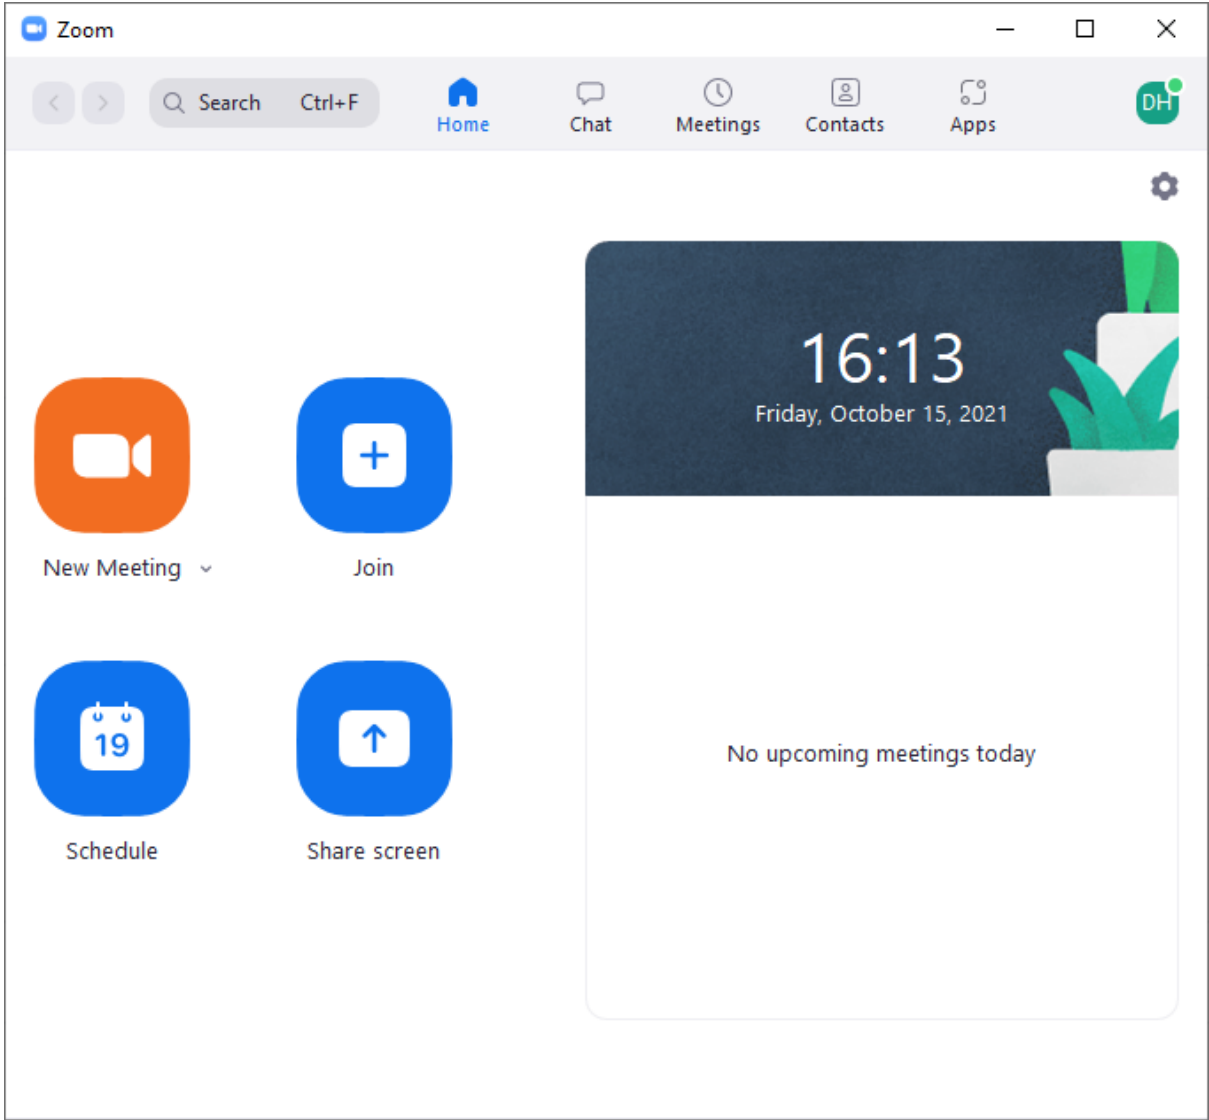 Zoom
Search Ctrl+F
Home
Chat
Meetings
Contacts
Apps
DH
16:13
Friday, October 15, 2021
New Meeting
Join
19
Schedule
Share screen
No upcoming meetings today